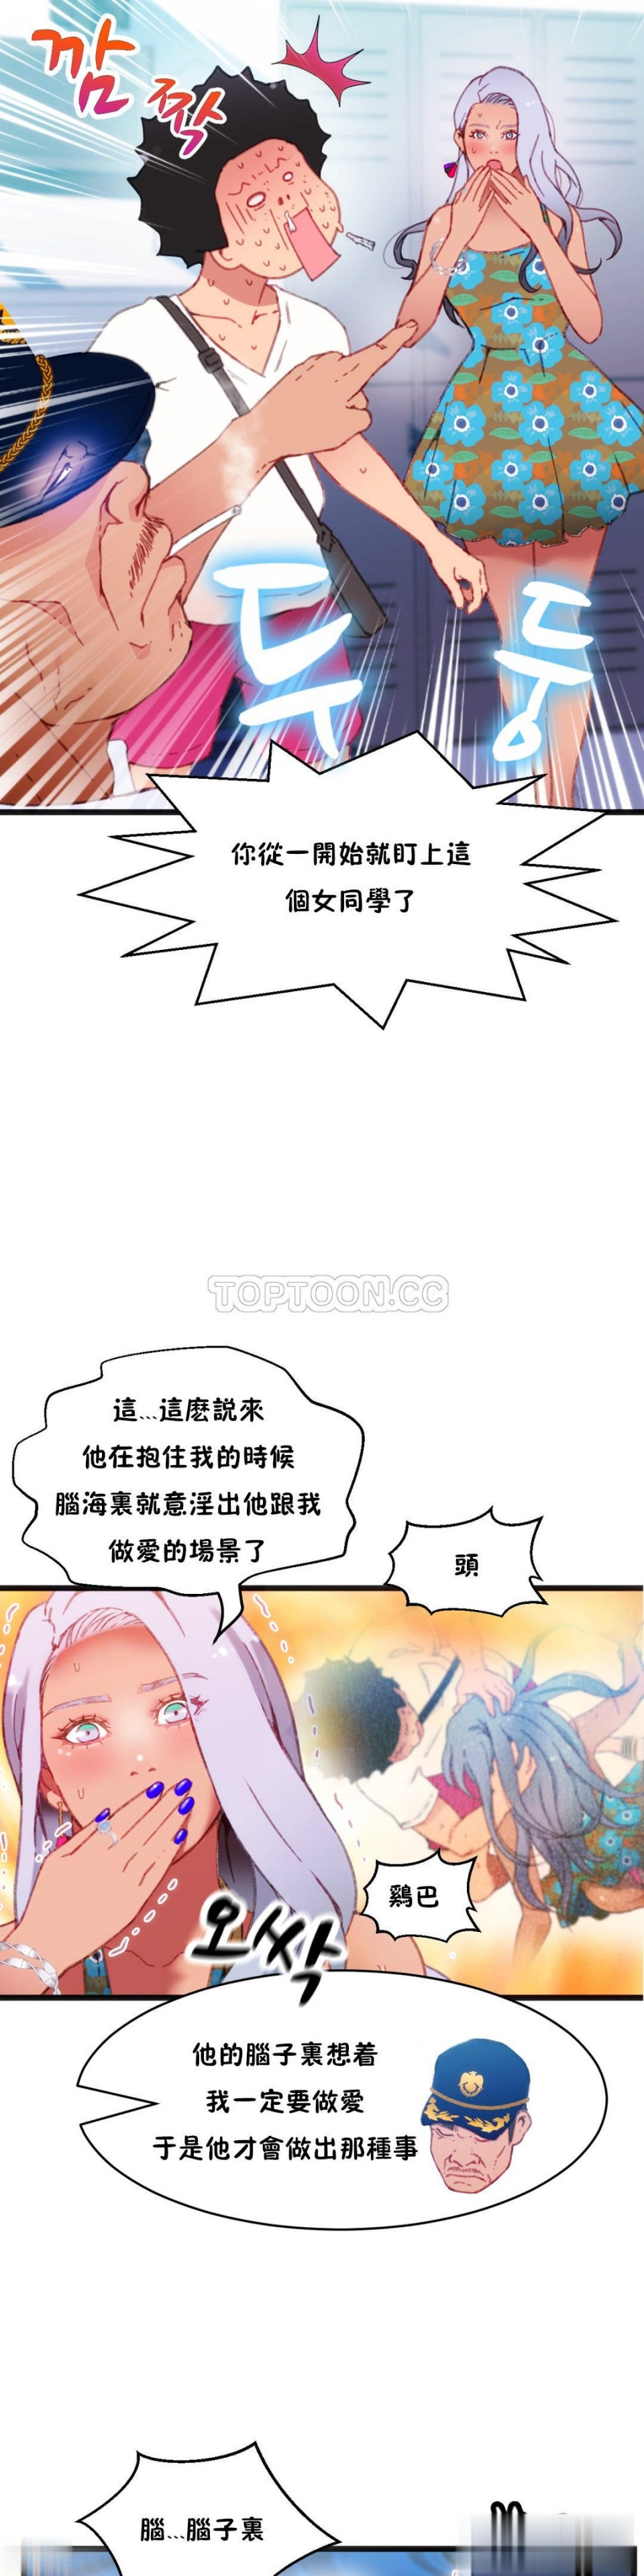 깜짝
두둥
你從一開始就盯上這
個女同學了
TOPTOON.CC
這...這麽説來
他在抱住我的時候
腦海裏就意淫出他跟我
做愛的場景了
頭
鷄巴
오싹
他的腦子裏想着
我一定要做愛
于是他才會做出那種事
腦...腦子裏